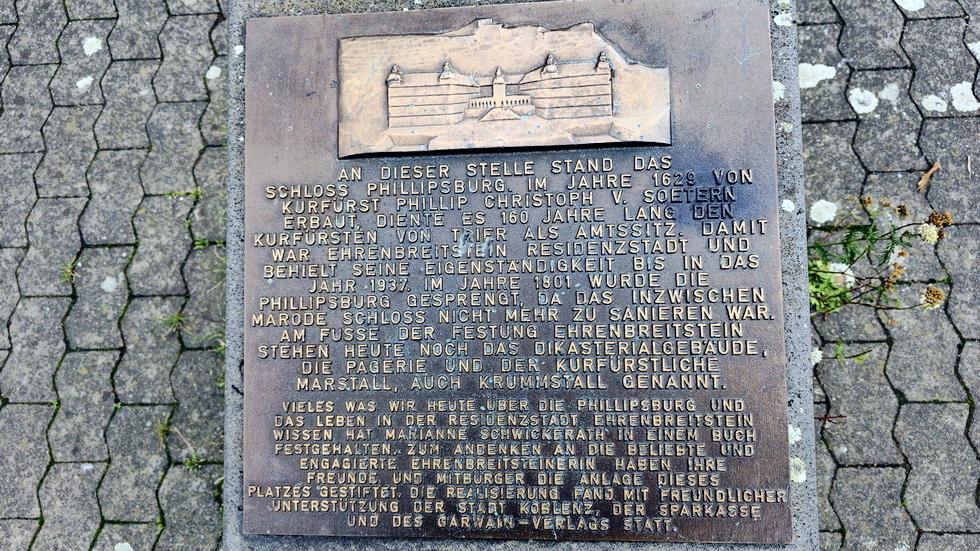 AN DIESER STELLE STAND DAS
SCHLOSS PHILLIPSBURG. IM JAHRE 1629 VON
KURFÜRST PHILLIP CHRISTOPH V. SOETERN
ERBAUT, DIENTE ES 160 JAHRE LANG DEN
KURFÜRSTEN VON TRIER ALS AMTSSITZ. DAMIT
WAR EHRENBREITSTEIN RESIDENZSTADT UND
BEHIELT SEINE EIGENSTÄNDIGKEIT BIS IN DAS
JAHR 1937. IM JAHRE 1801 WURDE DIE
PHILLIPSBURG GESPRENGT, DA DAS INZWISCHEN
MARODE SCHLOSS NICHT MEHR ZU SANIEREN WAR.
AM FUSSE DER FESTUNG EHRENBREITSTEIN
STEHEN HEUTE NOCH DAS DIKASTERIALGEBÄUDE,
DIE PAGERIE UND DER KURFÜRSTLICHE
MARSTALL, AUCH KRUMMSTALL GENANNT.
VIELES WAS WIR HEUTE ÜBER DIE PHILLIPSBURG UND
DAS LEBEN IN DER RESIDENZSTADT EHRENBREITSTEIN
WISSEN HAT MARIANNE SCHWICKERATH IN EINEM BUCH
FESTGEHALTEN. ZUM ANDENKEN AN DIE BELIEBTE UND
ENGAGIERTE EHRENBREITSTEINERIN HABEN IHRE
FREUNDE UND MITBÜRGER DIE ANLAGE DIESES
PLATZES GESTIFTET. DIE REALISIERUNG FAND MIT FREUNDLICHER
UNTERSTÜTZUNG DER STADT KOBLENZ, DER SPARKASSE
UND DES GARWAIN-VERLAGS STATT.